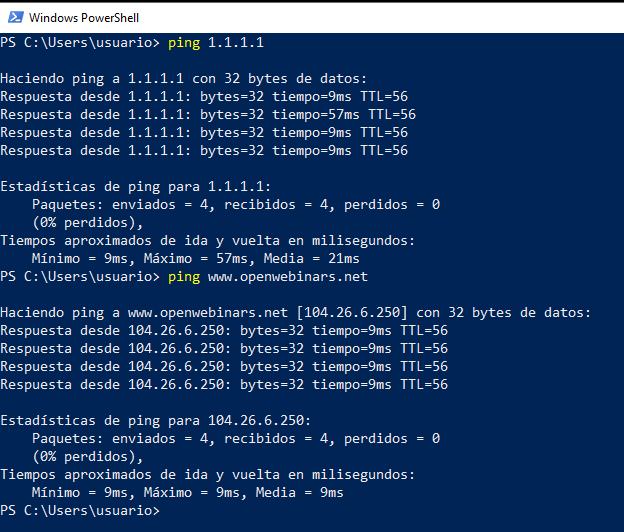 Windows PowerShell
PS C:\Users\usuario> ping 1.1.1.1
Haciendo ping a 1.1.1.1 con 32 bytes de datos:
Respuesta desde 1.1.1.1: bytes=32 tiempo=9ms TTL=56
Respuesta desde 1.1.1.1: bytes=32 tiempo=57ms TTL=56
Respuesta desde 1.1.1.1: bytes=32 tiempo=9ms TTL=56
Respuesta desde 1.1.1.1: bytes=32 tiempo=9ms TTL=56
Estadísticas de ping para 1.1.1.1:
    Paquetes: enviados = 4, recibidos = 4, perdidos = 0
    (0% perdidos),
Tiempos aproximados de ida y vuelta en milisegundos:
    Mínimo = 9ms, Máximo = 57ms, Media = 21ms
PS C:\Users\usuario> ping www.openwebinars.net
Haciendo ping a www.openwebinars.net [104.26.6.250] con 32 bytes de datos:
Respuesta desde 104.26.6.250: bytes=32 tiempo=9ms TTL=56
Respuesta desde 104.26.6.250: bytes=32 tiempo=9ms TTL=56
Respuesta desde 104.26.6.250: bytes=32 tiempo=9ms TTL=56
Respuesta desde 104.26.6.250: bytes=32 tiempo=9ms TTL=56
Estadísticas de ping para 104.26.6.250:
    Paquetes: enviados = 4, recibidos = 4, perdidos = 0
    (0% perdidos),
Tiempos aproximados de ida y vuelta en milisegundos:
    Mínimo = 9ms, Máximo = 9ms, Media = 9ms
PS C:\Users\usuario>